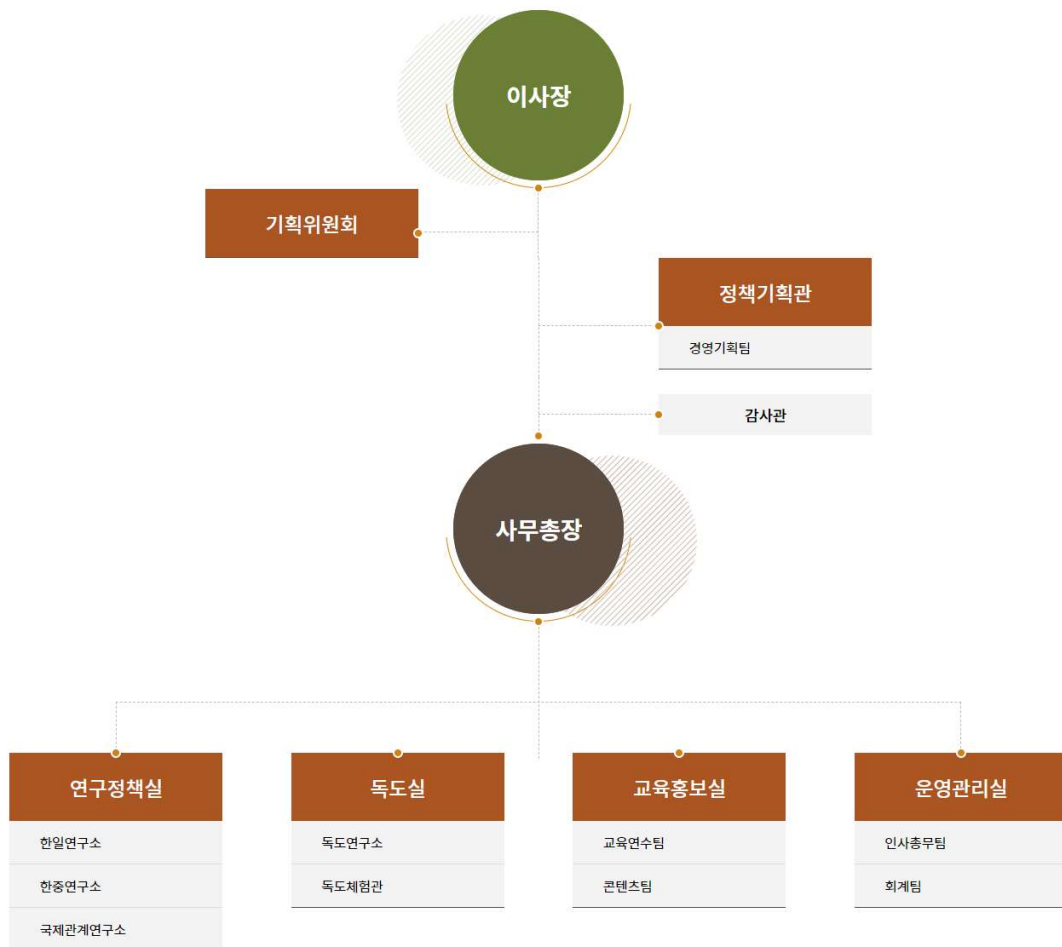 이사장
기획위원회
정책기획관
경영기획팀
감사관
사무총장
연구정책실
한일연구소
한중연구소
국제관계연구소
독도실
독도연구소
독도체험관
교육홍보실
교육연수팀
콘텐츠팀
운영관리실
인사총무팀
회계팀